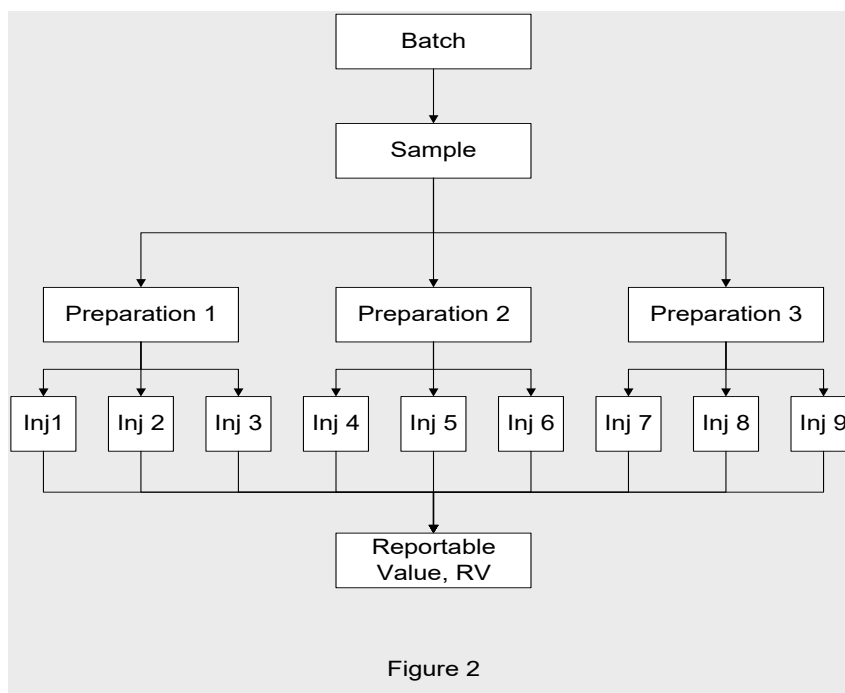 Batch
Sample
Preparation 1
Preparation 2
Preparation 3
Inj1
Inj 2
Inj 3
Inj 4
Inj 5
Inj 6
Inj 7
Inj 8
Inj 9
Reportable
Value, RV
Figure 2